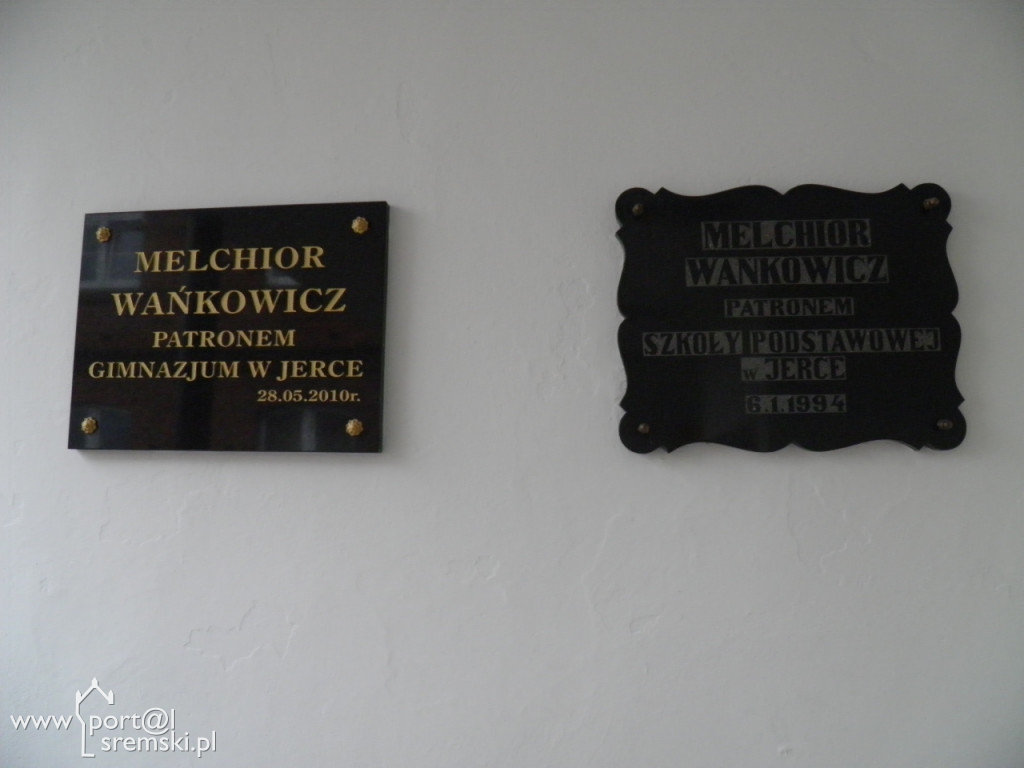 MELCHIOR
WAŃKOWICZ
PATRONEM
GIMNAZJUM W JERCE
28.05.2010r.
MELCHIOR
WANKOWICZ
PATRONEM
SZKOŁY PODSTAWOWEJ
w JERCE
6.1.1994
www.port@l
sremski.pl